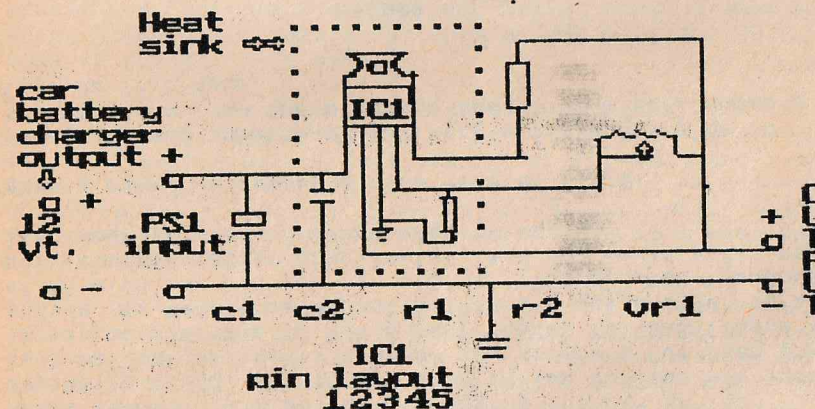 Heat
sink
IC1
car
battery
charger
output +
+
12
vt.
PS1
input
-
-
+
OUTPUT
-
c1 c2 r1 r2 vr1
IC1
pin layout
12345